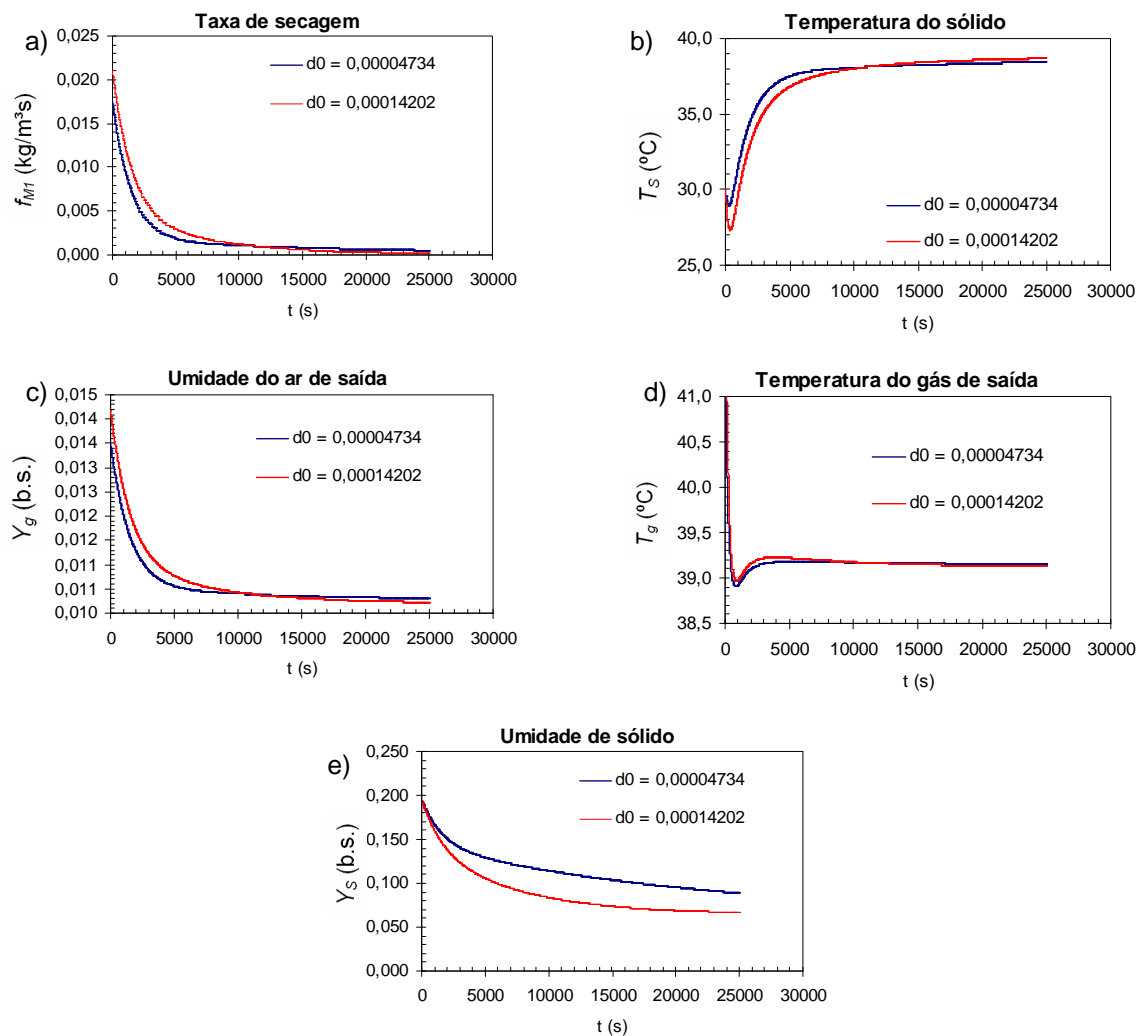 a)
Taxa de secagem
0,025
0,020
0,015
0,010
0,005
0,000
f_M1 (kg/m³s)
d0 = 0,00004734
d0 = 0,00014202
0 5000 10000 15000 20000 25000 30000
t (s)
b)
Temperatura do sólido
40,0
35,0
30,0
25,0
T_S (ºC)
d0 = 0,00004734
d0 = 0,00014202
0 5000 10000 15000 20000 25000 30000
t (s)
c)
Umidade do ar de saída
0,015
0,014
0,014
0,013
0,013
0,012
0,012
0,011
0,011
0,010
Y_g (b.s.)
d0 = 0,00004734
d0 = 0,00014202
0 5000 10000 15000 20000 25000 30000
t (s)
d)
Temperatura do gás de saída
41,0
40,5
40,0
39,5
39,0
38,5
T_g (ºC)
d0 = 0,00004734
d0 = 0,00014202
0 5000 10000 15000 20000 25000 30000
t (s)
e)
Umidade de sólido
0,250
0,200
0,150
0,100
0,050
0,000
Y_S (b.s.)
d0 = 0,00004734
d0 = 0,00014202
0 5000 10000 15000 20000 25000 30000
t (s)